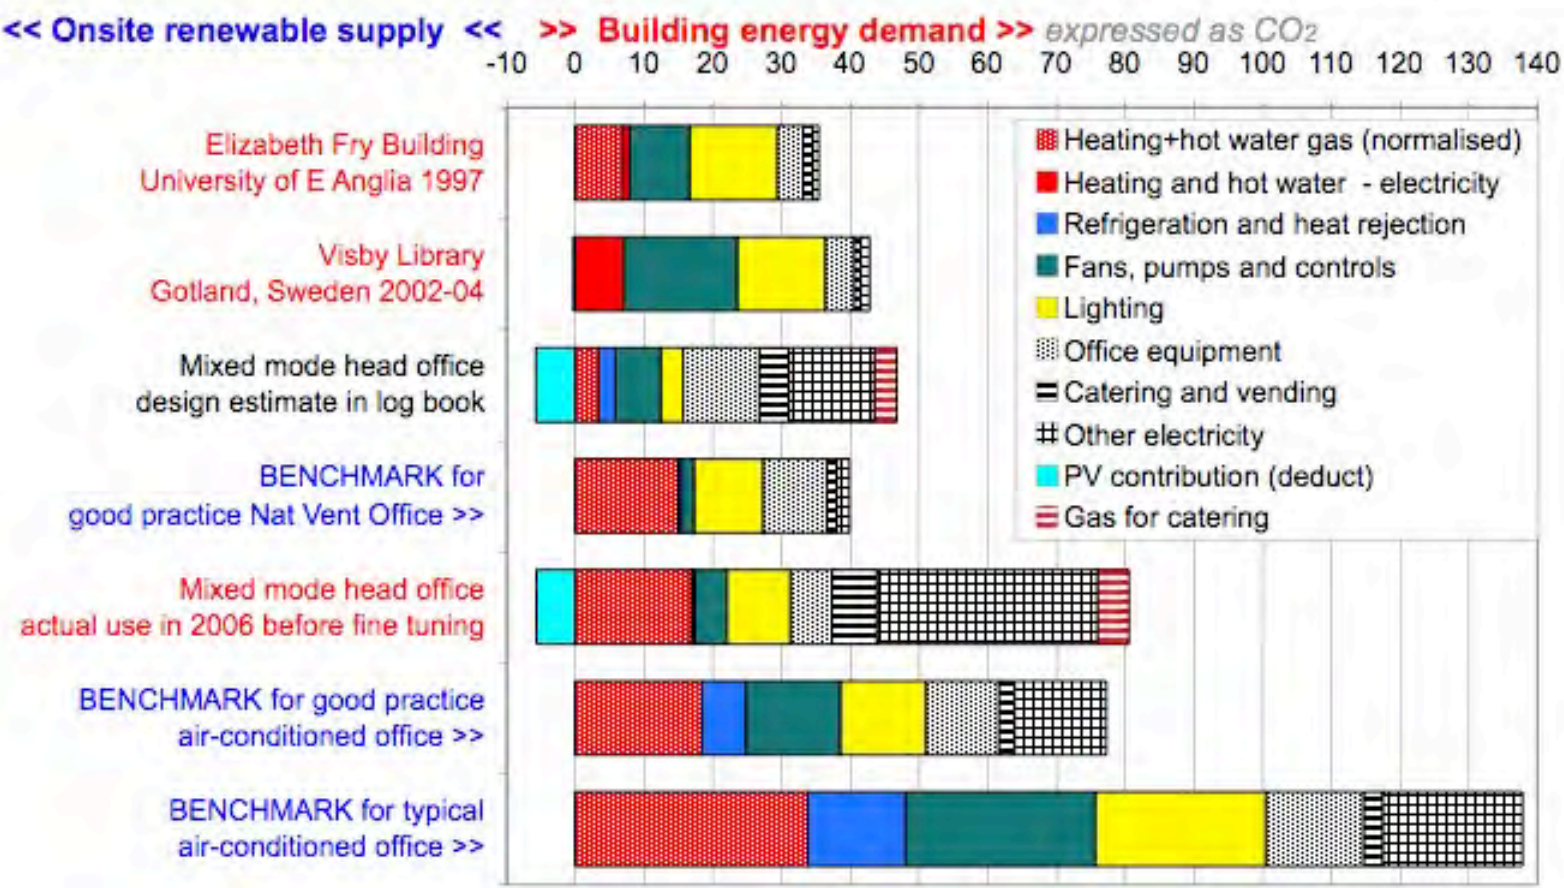 << Onsite renewable supply << >> Building energy demand >> expressed as CO2
-10 0 10 20 30 40 50 60 70 80 90 100 110 120 130 140
Elizabeth Fry Building
University of E Anglia 1997
Visby Library
Gotland, Sweden 2002-04
Mixed mode head office
design estimate in log book
BENCHMARK for
good practice Nat Vent Office >>
Mixed mode head office
actual use in 2006 before fine tuning
BENCHMARK for good practice
air-conditioned office >>
BENCHMARK for typical
air-conditioned office >>
Heating+hot water gas (normalised)
Heating and hot water - electricity
Refrigeration and heat rejection
Fans, pumps and controls
Lighting
Office equipment
Catering and vending
Other electricity
PV contribution (deduct)
Gas for catering